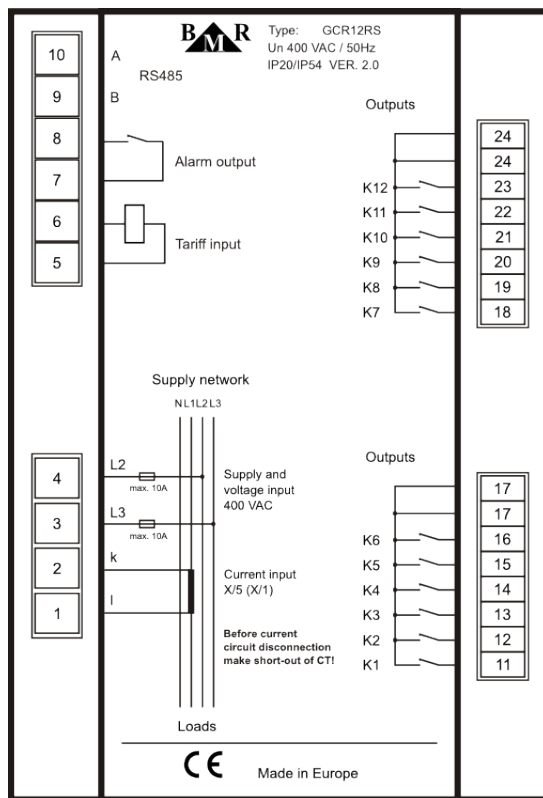 BMR
Type: GCR12RS
Un 400 VAC / 50Hz
IP20/IP54 VER. 2.0
10
A
RS485
9
B
8
7
Alarm output
6
5
Tariff input
Outputs
24
24
K12
23
K11
22
K10
21
K9
20
K8
19
K7
18
Supply network
N L1 L2 L3
4
L2
max. 10A
3
L3
max. 10A
2
k
1
l
Supply and
voltage input
400 VAC
Current input
X/5 (X/1)
Before current
circuit disconnection
make short-out of CT!
Outputs
17
17
K6
16
K5
15
K4
14
K3
13
K2
12
K1
11
Loads
CE
Made in Europe